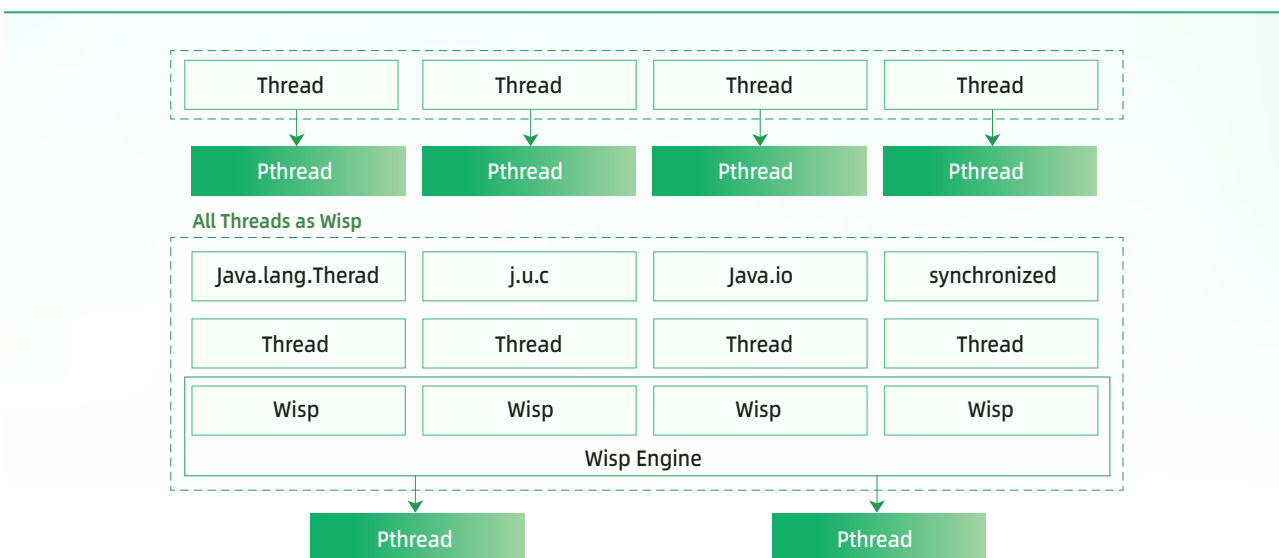 Thread Thread Thread Thread
Pthread Pthread Pthread Pthread
All Threads as Wisp
Java.lang.Therad j.u.c Java.io synchronized
Thread Thread Thread Thread
Wisp Wisp Wisp Wisp
Wisp Engine
Pthread Pthread